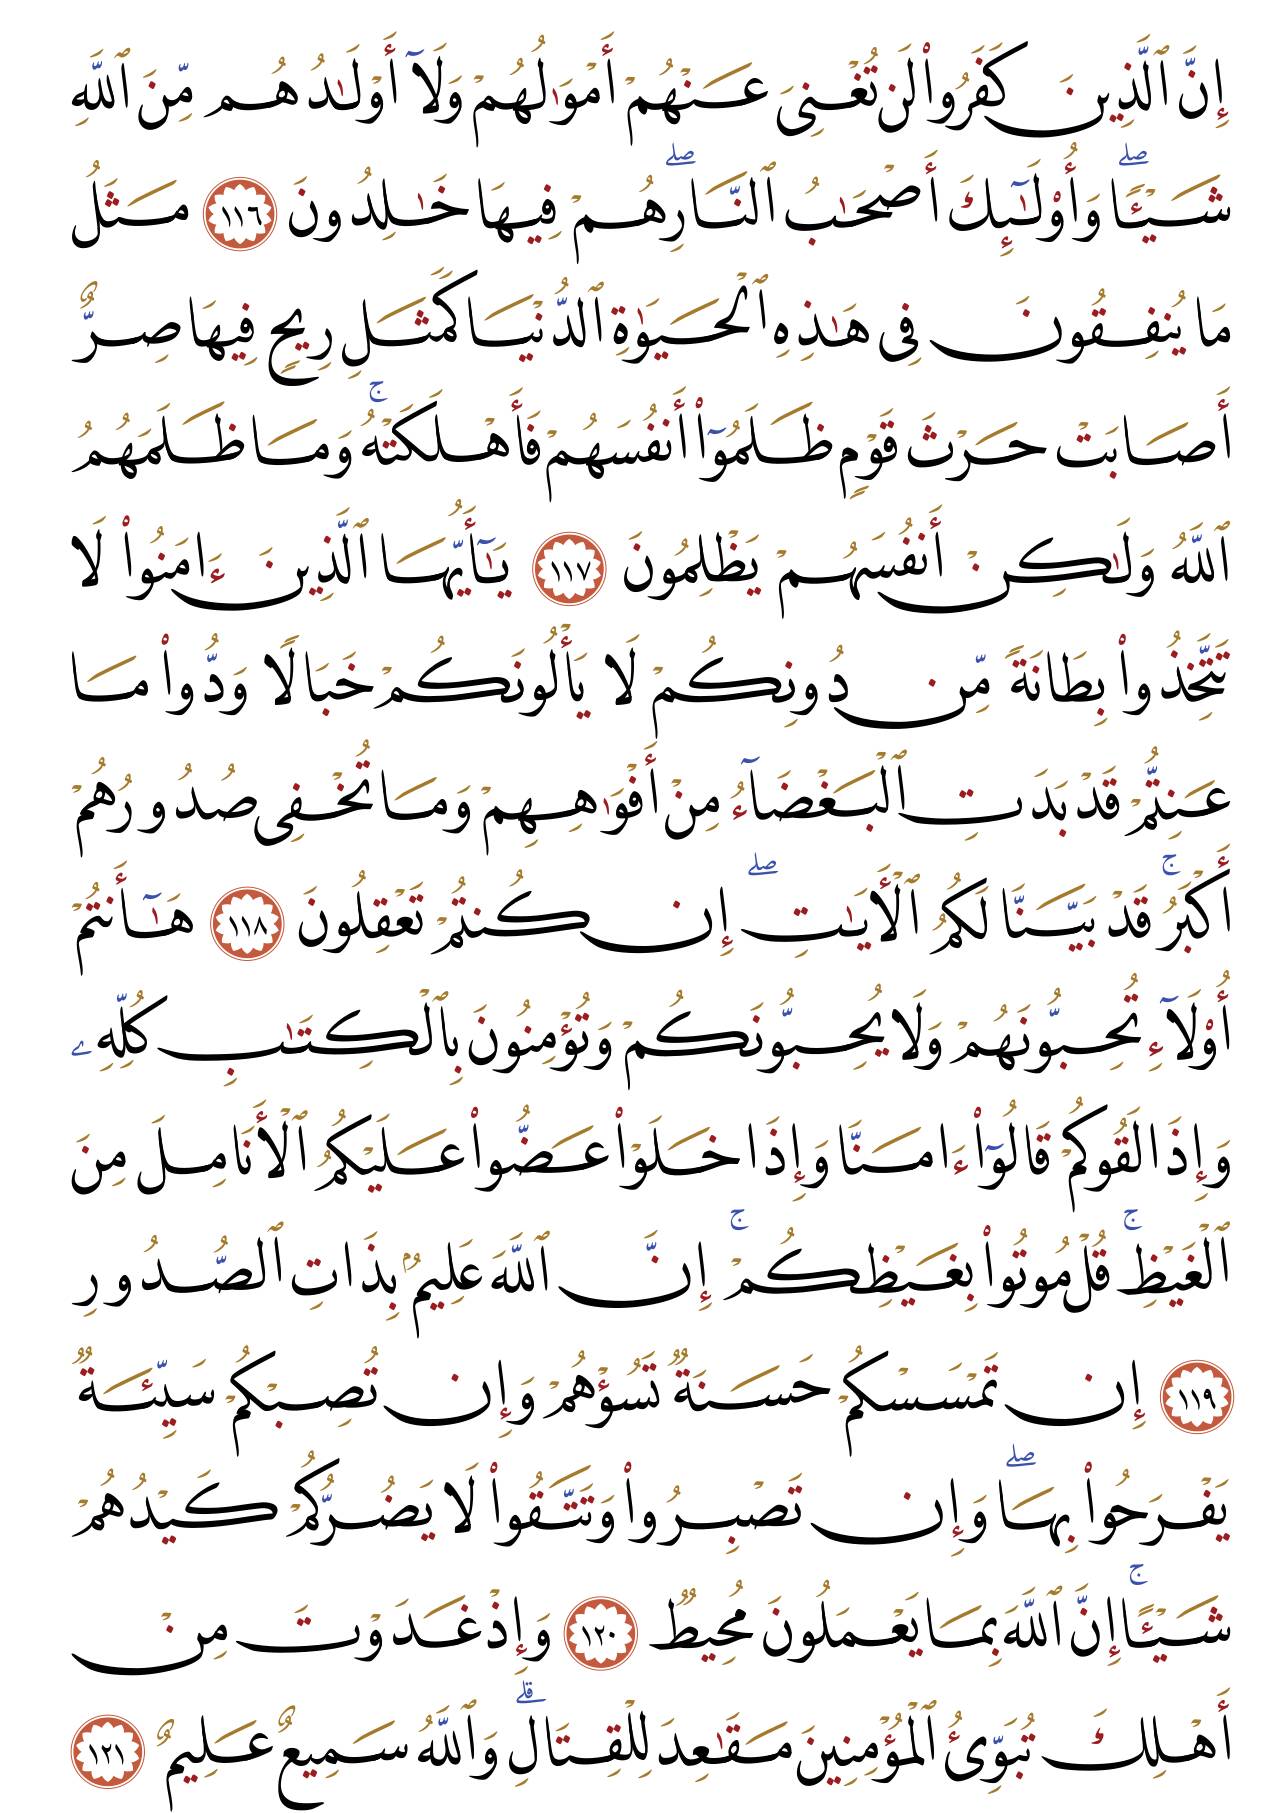 إِنَّ ٱلَّذِينَ كَفَرُوا۟ لَن تُغْنِىَ عَنْهُمْ أَمْوَٰلُهُمْ وَلَآ أَوْلَـٰدُهُم مِّنَ ٱللَّهِ
شَيْـًٔا ۖ وَأُو۟لَـٰٓئِكَ أَصْحَـٰبُ ٱلنَّارِ ۖ هُمْ فِيهَا خَـٰلِدُونَ ١١٦ مَثَلُ
مَا يُنفِقُونَ فِى هَـٰذِهِ ٱلْحَيَوٰةِ ٱلدُّنْيَا كَمَثَلِ رِيحٍ فِيهَا صِرٌّ
أَصَابَتْ حَرْثَ قَوْمٍ ظَلَمُوٓا۟ أَنفُسَهُمْ فَأَهْلَكَتْهُ ۚ وَمَا ظَلَمَهُمُ
ٱللَّهُ وَلَـٰكِنْ أَنفُسَهُمْ يَظْلِمُونَ ١١٧ يَـٰٓأَيُّهَا ٱلَّذِينَ ءَامَنُوا۟ لَا
تَتَّخِذُوا۟ بِطَانَةً مِّن دُونِكُمْ لَا يَأْلُونَكُمْ خَبَالًا وَدُّوا۟ مَا
عَنِتُّمْ قَدْ بَدَتِ ٱلْبَغْضَآءُ مِنْ أَفْوَٰهِهِمْ وَمَا تُخْفِى صُدُورُهُمْ
أَكْبَرُ ۚ قَدْ بَيَّنَّا لَكُمُ ٱلْـَٔايَـٰتِ ۖ إِن كُنتُمْ تَعْقِلُونَ ١١٨ هَـٰٓأَنتُمْ
أُو۟لَآءِ تُحِبُّونَهُمْ وَلَا يُحِبُّونَكُمْ وَتُؤْمِنُونَ بِٱلْكِتَـٰبِ كُلِّهِۦ
وَإِذَا لَقُوكُمْ قَالُوٓا۟ ءَامَنَّا وَإِذَا خَلَوْا۟ عَضُّوا۟ عَلَيْكُمُ ٱلْأَنَامِلَ مِنَ
ٱلْغَيْظِ ۚ قُلْ مُوتُوا۟ بِغَيْظِكُمْ ۗ إِنَّ ٱللَّهَ عَلِيمٌۢ بِذَاتِ ٱلصُّدُورِ
١١٩ إِن تَمْسَسْكُمْ حَسَنَةٌ تَسُؤْهُمْ وَإِن تُصِبْكُمْ سَيِّئَةٌ
يَفْرَحُوا۟ بِهَا ۖ وَإِن تَصْبِرُوا۟ وَتَتَّقُوا۟ لَا يَضُرُّكُمْ كَيْدُهُمْ
شَيْـًٔا ۗ إِنَّ ٱللَّهَ بِمَا يَعْمَلُونَ مُحِيطٌ ١٢٠ وَإِذْ غَدَوْتَ مِنْ
أَهْلِكَ تُبَوِّئُ ٱلْمُؤْمِنِينَ مَقَـٰعِدَ لِلْقِتَالِ ۗ وَٱللَّهُ سَمِيعٌ عَلِيمٌ ١٢١